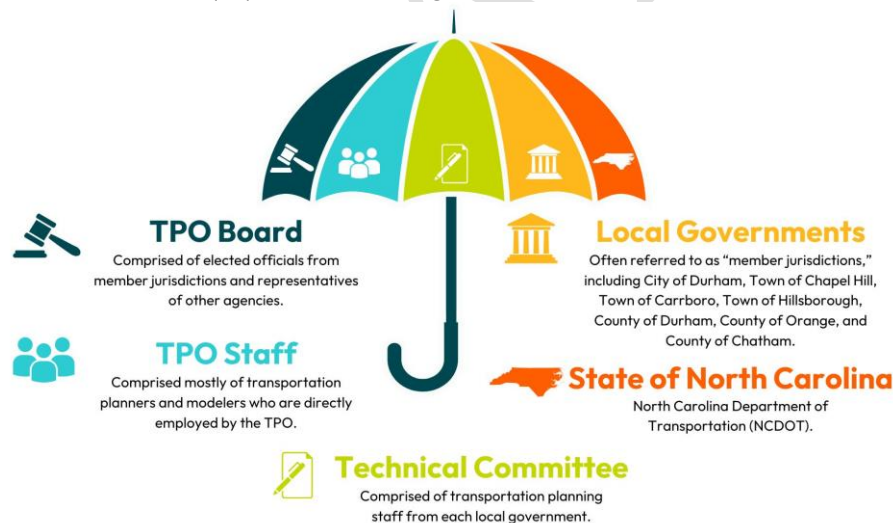 TPO Board
Comprised of elected officials from
member jurisdictions and representatives
of other agencies.
TPO Staff
Comprised mostly of transportation
planners and modelers who are directly
employed by the TPO.
Local Governments
Often referred to as “member jurisdictions,”
including City of Durham, Town of Chapel Hill,
Town of Carrboro, Town of Hillsborough,
County of Durham, County of Orange, and
County of Chatham.
State of North Carolina
North Carolina Department of
Transportation (NCDOT).
Technical Committee
Comprised of transportation planning
staff from each local government.